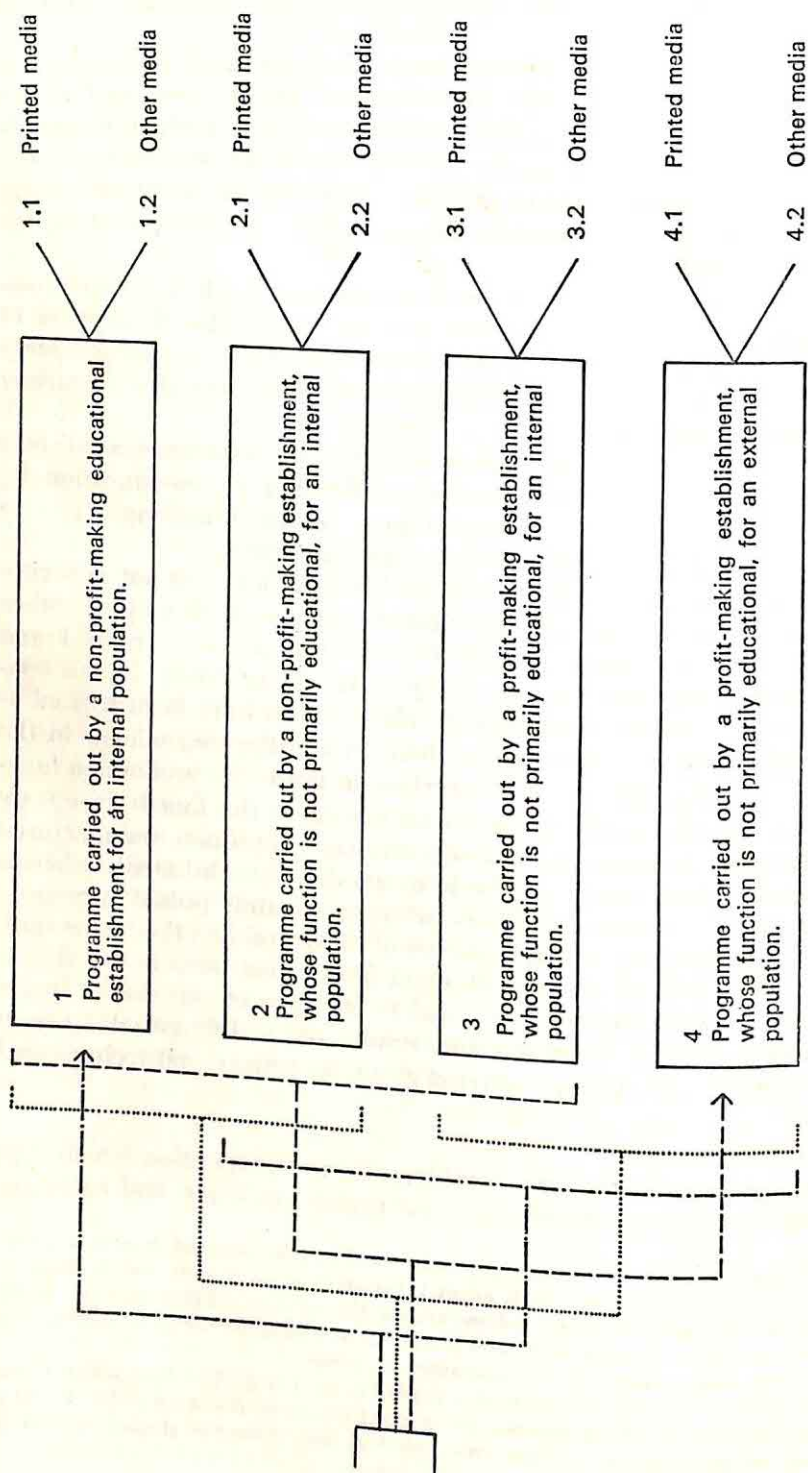 1
Programme carried out by a non-profit-making educational
establishment for an internal population.
1.1 Printed media
1.2 Other media
2
Programme carried out by a non-profit-making establishment,
whose function is not primarily educational, for an internal
population.
2.1 Printed media
2.2 Other media
3
Programme carried out by a profit-making establishment,
whose function is not primarily educational, for an internal
population.
3.1 Printed media
3.2 Other media
4
Programme carried out by a profit-making establishment,
whose function is not primarily educational, for an external
population.
4.1 Printed media
4.2 Other media